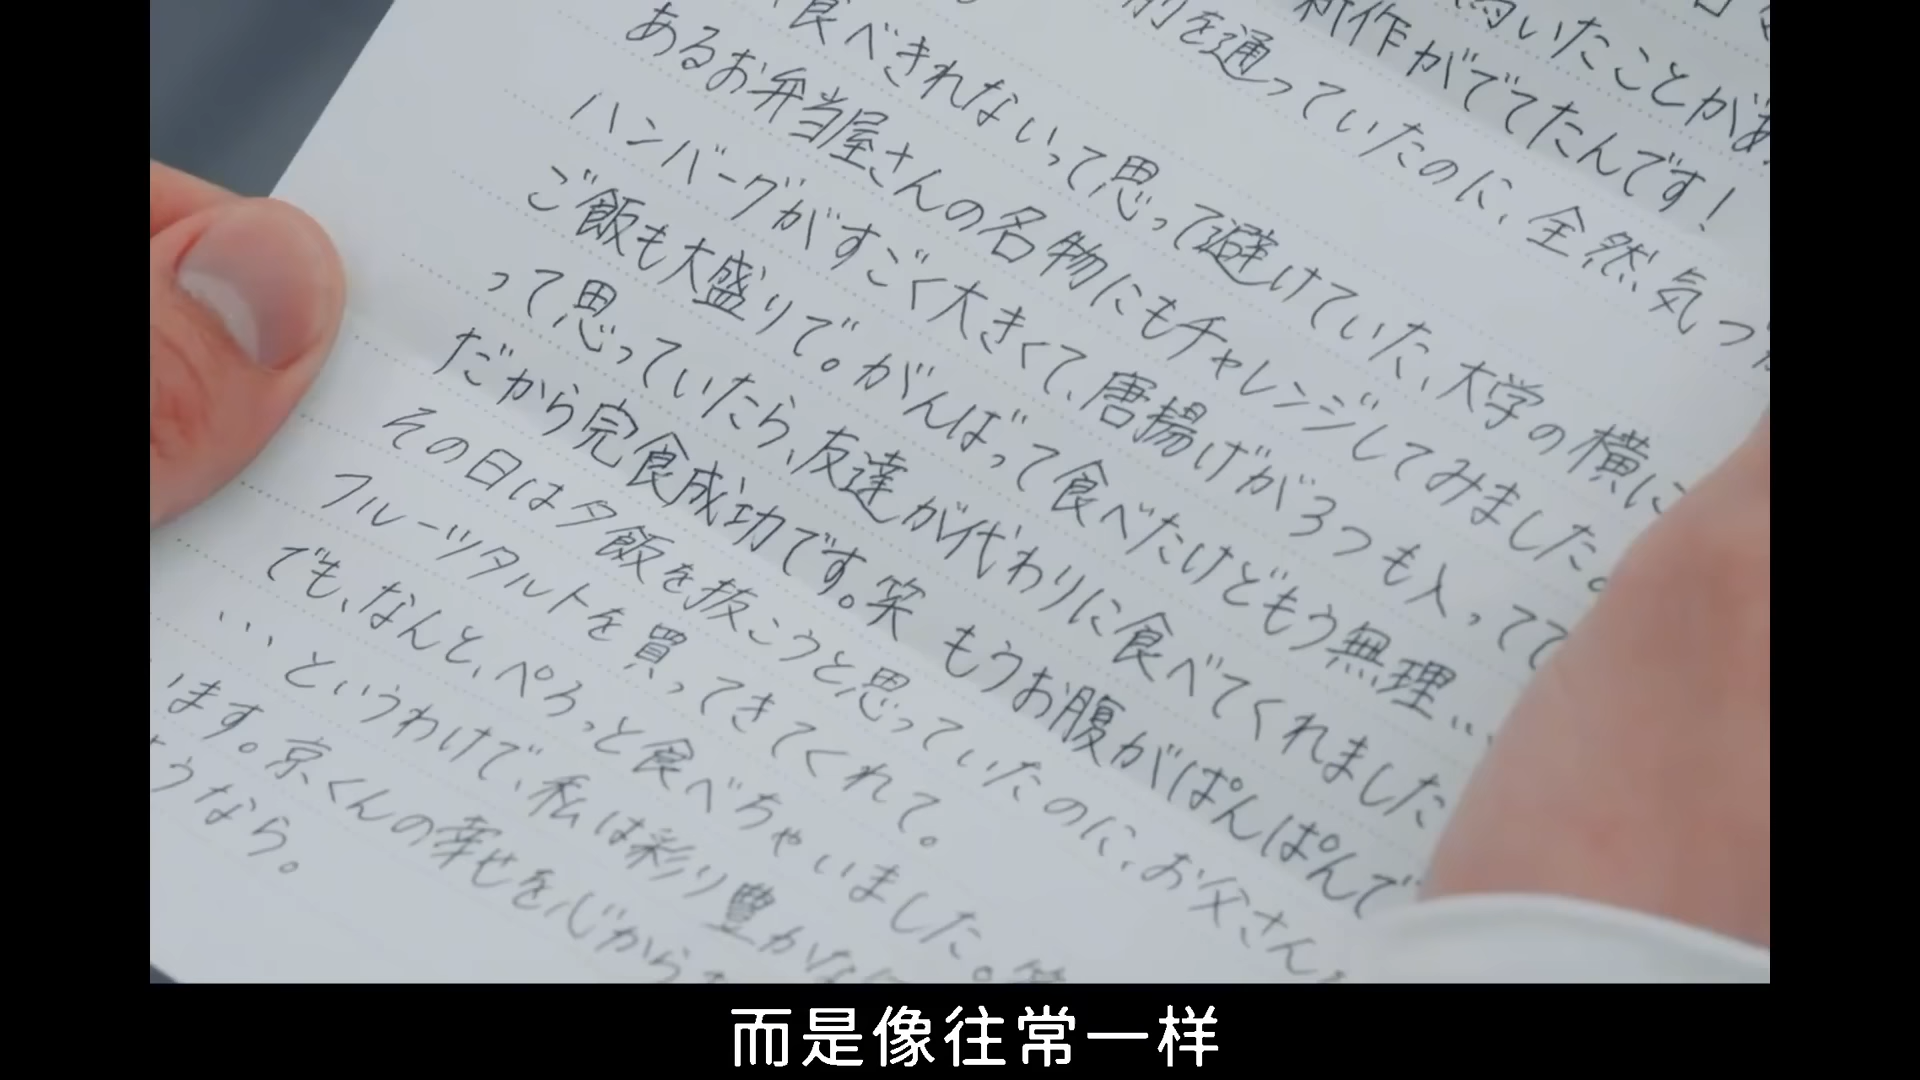 いたことがあ
新作がでてたんです！
前を通っていたのに、全然気づ
食べきれないって思って避けていた、大学の横に
あるお弁当屋さんの名物にもチャレンジしてみました。
ハンバーグがすごく大きくて、唐揚げが3つも入ってて
ご飯も大盛りで。がんばって食べたけどもう無理…
って思っていたら、友達が代わりに食べてくれました
だから完食成功です。笑 もうお腹がぱんぱんで
その日は夕飯を抜こうと思っていたのに、お父さん
フルーツタルトを買ってきてくれて。
でも、なんと、ぺろっと食べちゃいました。笑
…というわけで、私は彩り豊かな
います。京くんの幸せを心から
ようなら。
而是像往常一样